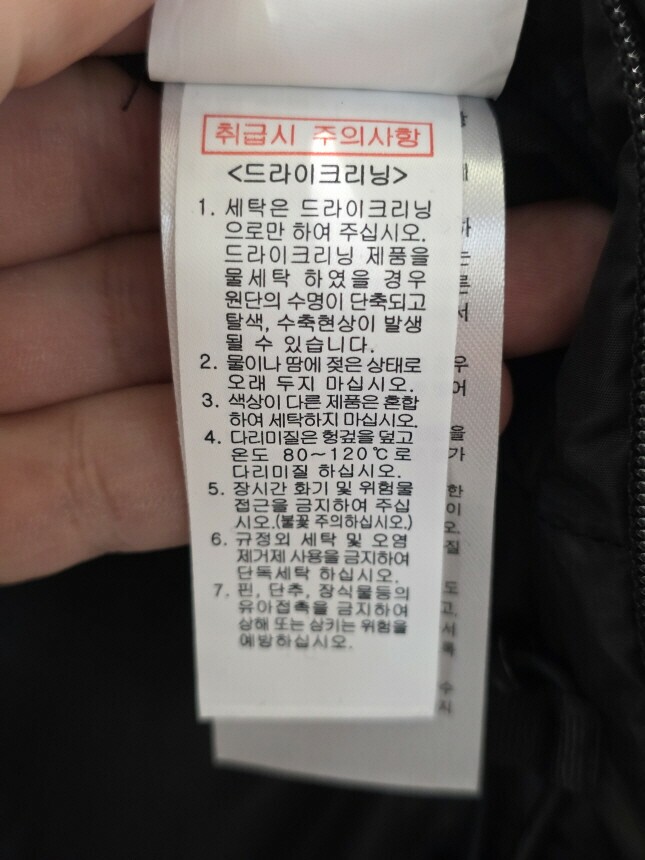 취급시 주의사항
<드라이크리닝>
1. 세탁은 드라이크리닝
으로만 하여 주십시오.
드라이크리닝 제품을
물세탁 하였을 경우
원단의 수명이 단축되고
탈색, 수축현상이 발생
될 수 있습니다.
2. 물이나 땀에 젖은 상태로
오래 두지 마십시오.
3. 색상이 다른 제품은 혼합
하여 세탁하지 마십시오.
4. 다리미질은 헝겊을 덮고
온도 80~120℃로
다리미질 하십시오.
5. 장시간 화기 및 위험물
접근을 금지하여 주십
시오.(불꽃 주의하십시오.)
6. 규정외 세탁 및 오염
제거제 사용을 금지하여
단독세탁 하십시오.
7. 핀, 단추, 장식물등의
유아접촉을 금지하여
상해 또는 삼키는 위험을
예방하십시오.